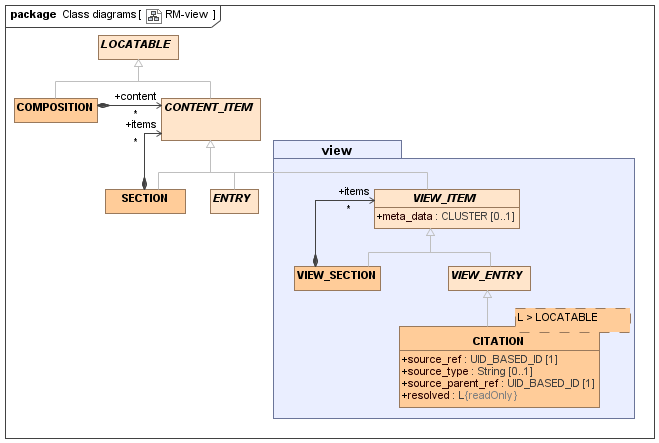 package Class diagrams [ RM-view ]
LOCATABLE
COMPOSITION
+content
*
CONTENT_ITEM
+items
*
view
SECTION
ENTRY
+items
*
VIEW_ITEM
+meta_data : CLUSTER [0..1]
VIEW_SECTION
VIEW_ENTRY
L > LOCATABLE
CITATION
+source_ref : UID_BASED_ID [1]
+source_type : String [0..1]
+source_parent_ref : UID_BASED_ID [1]
+resolved : L{readOnly}